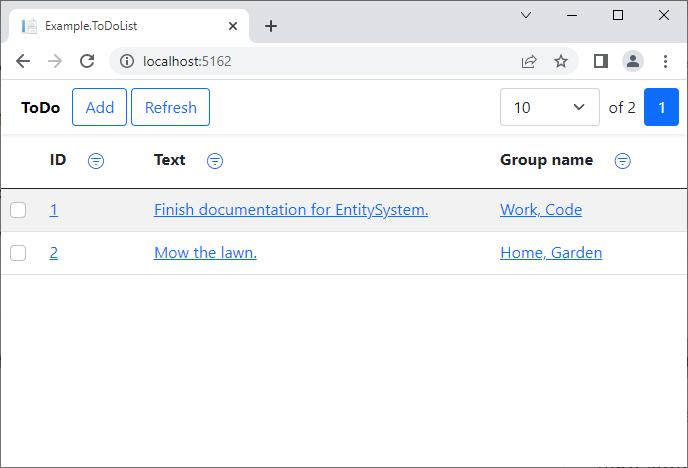 Example.ToDoList
localhost:5162
ToDo Add Refresh 10 of 2 1
ID Text Group name
1 Finish documentation for EntitySystem. Work, Code
2 Mow the lawn. Home, Garden